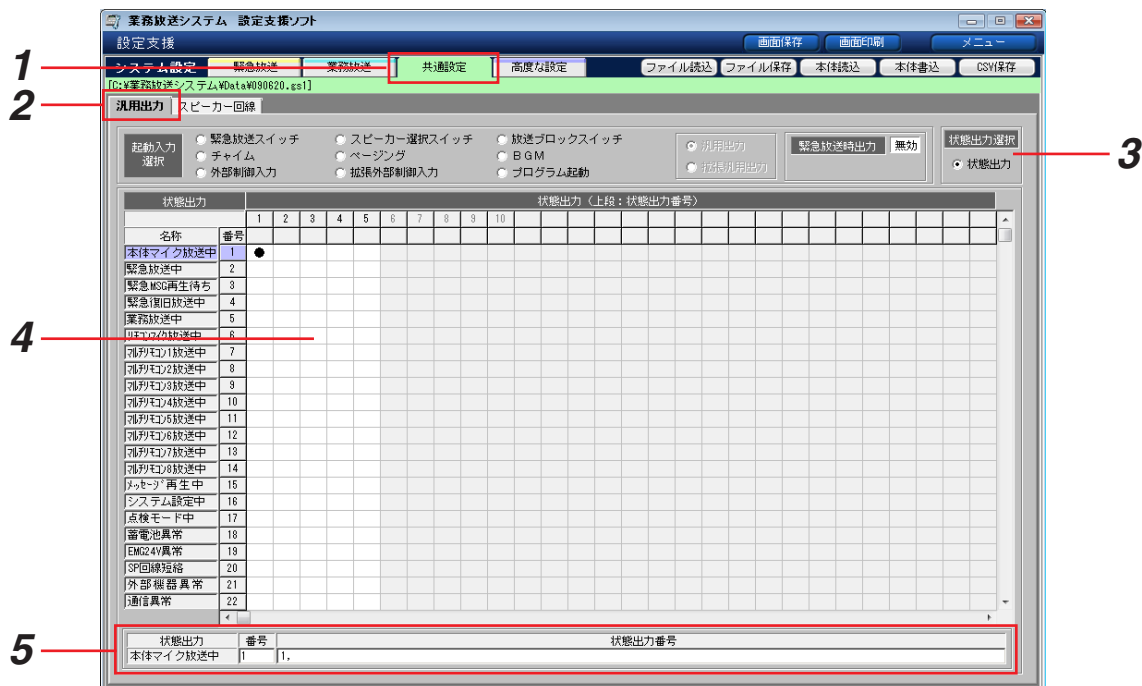 業務放送システム 設定支援ソフト
設定支援 画面保存 画面印刷 メニュー
1
システム設定 緊急放送 業務放送 共通設定 高度な設定 ファイル読込 ファイル保存 本体読込 本体書込 CSV保存
[C:¥業務放送システム¥Data¥090620.gs1]
2
汎用出力 スピーカー回線
起動入力選択
緊急放送スイッチ スピーカー選択スイッチ 放送ブロックスイッチ
チャイム ページング BGM
外部制御入力 拡張外部制御入力 プログラム起動
汎用出力
拡張汎用出力
緊急放送時出力 無効
状態出力選択
状態出力
3
状態出力 状態出力(上段:状態出力番号)
1 2 3 4 5 6 7 8 9 10
名称 番号
本体マイク放送中 1
緊急放送中 2
緊急MSG再生待ち 3
緊急復旧放送中 4
業務放送中 5
ﾘﾓｺﾝﾏｲｸ放送中 6
4
ﾏﾙﾁﾘﾓｺﾝ1放送中 7
ﾏﾙﾁﾘﾓｺﾝ2放送中 8
ﾏﾙﾁﾘﾓｺﾝ3放送中 9
ﾏﾙﾁﾘﾓｺﾝ4放送中 10
ﾏﾙﾁﾘﾓｺﾝ5放送中 11
ﾏﾙﾁﾘﾓｺﾝ6放送中 12
ﾏﾙﾁﾘﾓｺﾝ7放送中 13
ﾏﾙﾁﾘﾓｺﾝ8放送中 14
ﾒｯｾｰｼﾞ再生中 15
システム設定中 16
点検モード中 17
蓄電池異常 18
EMG24V異常 19
SP回線短絡 20
外部機器異常 21
通信異常 22
5
状態出力 番号 状態出力番号
本体マイク放送中 1 1,